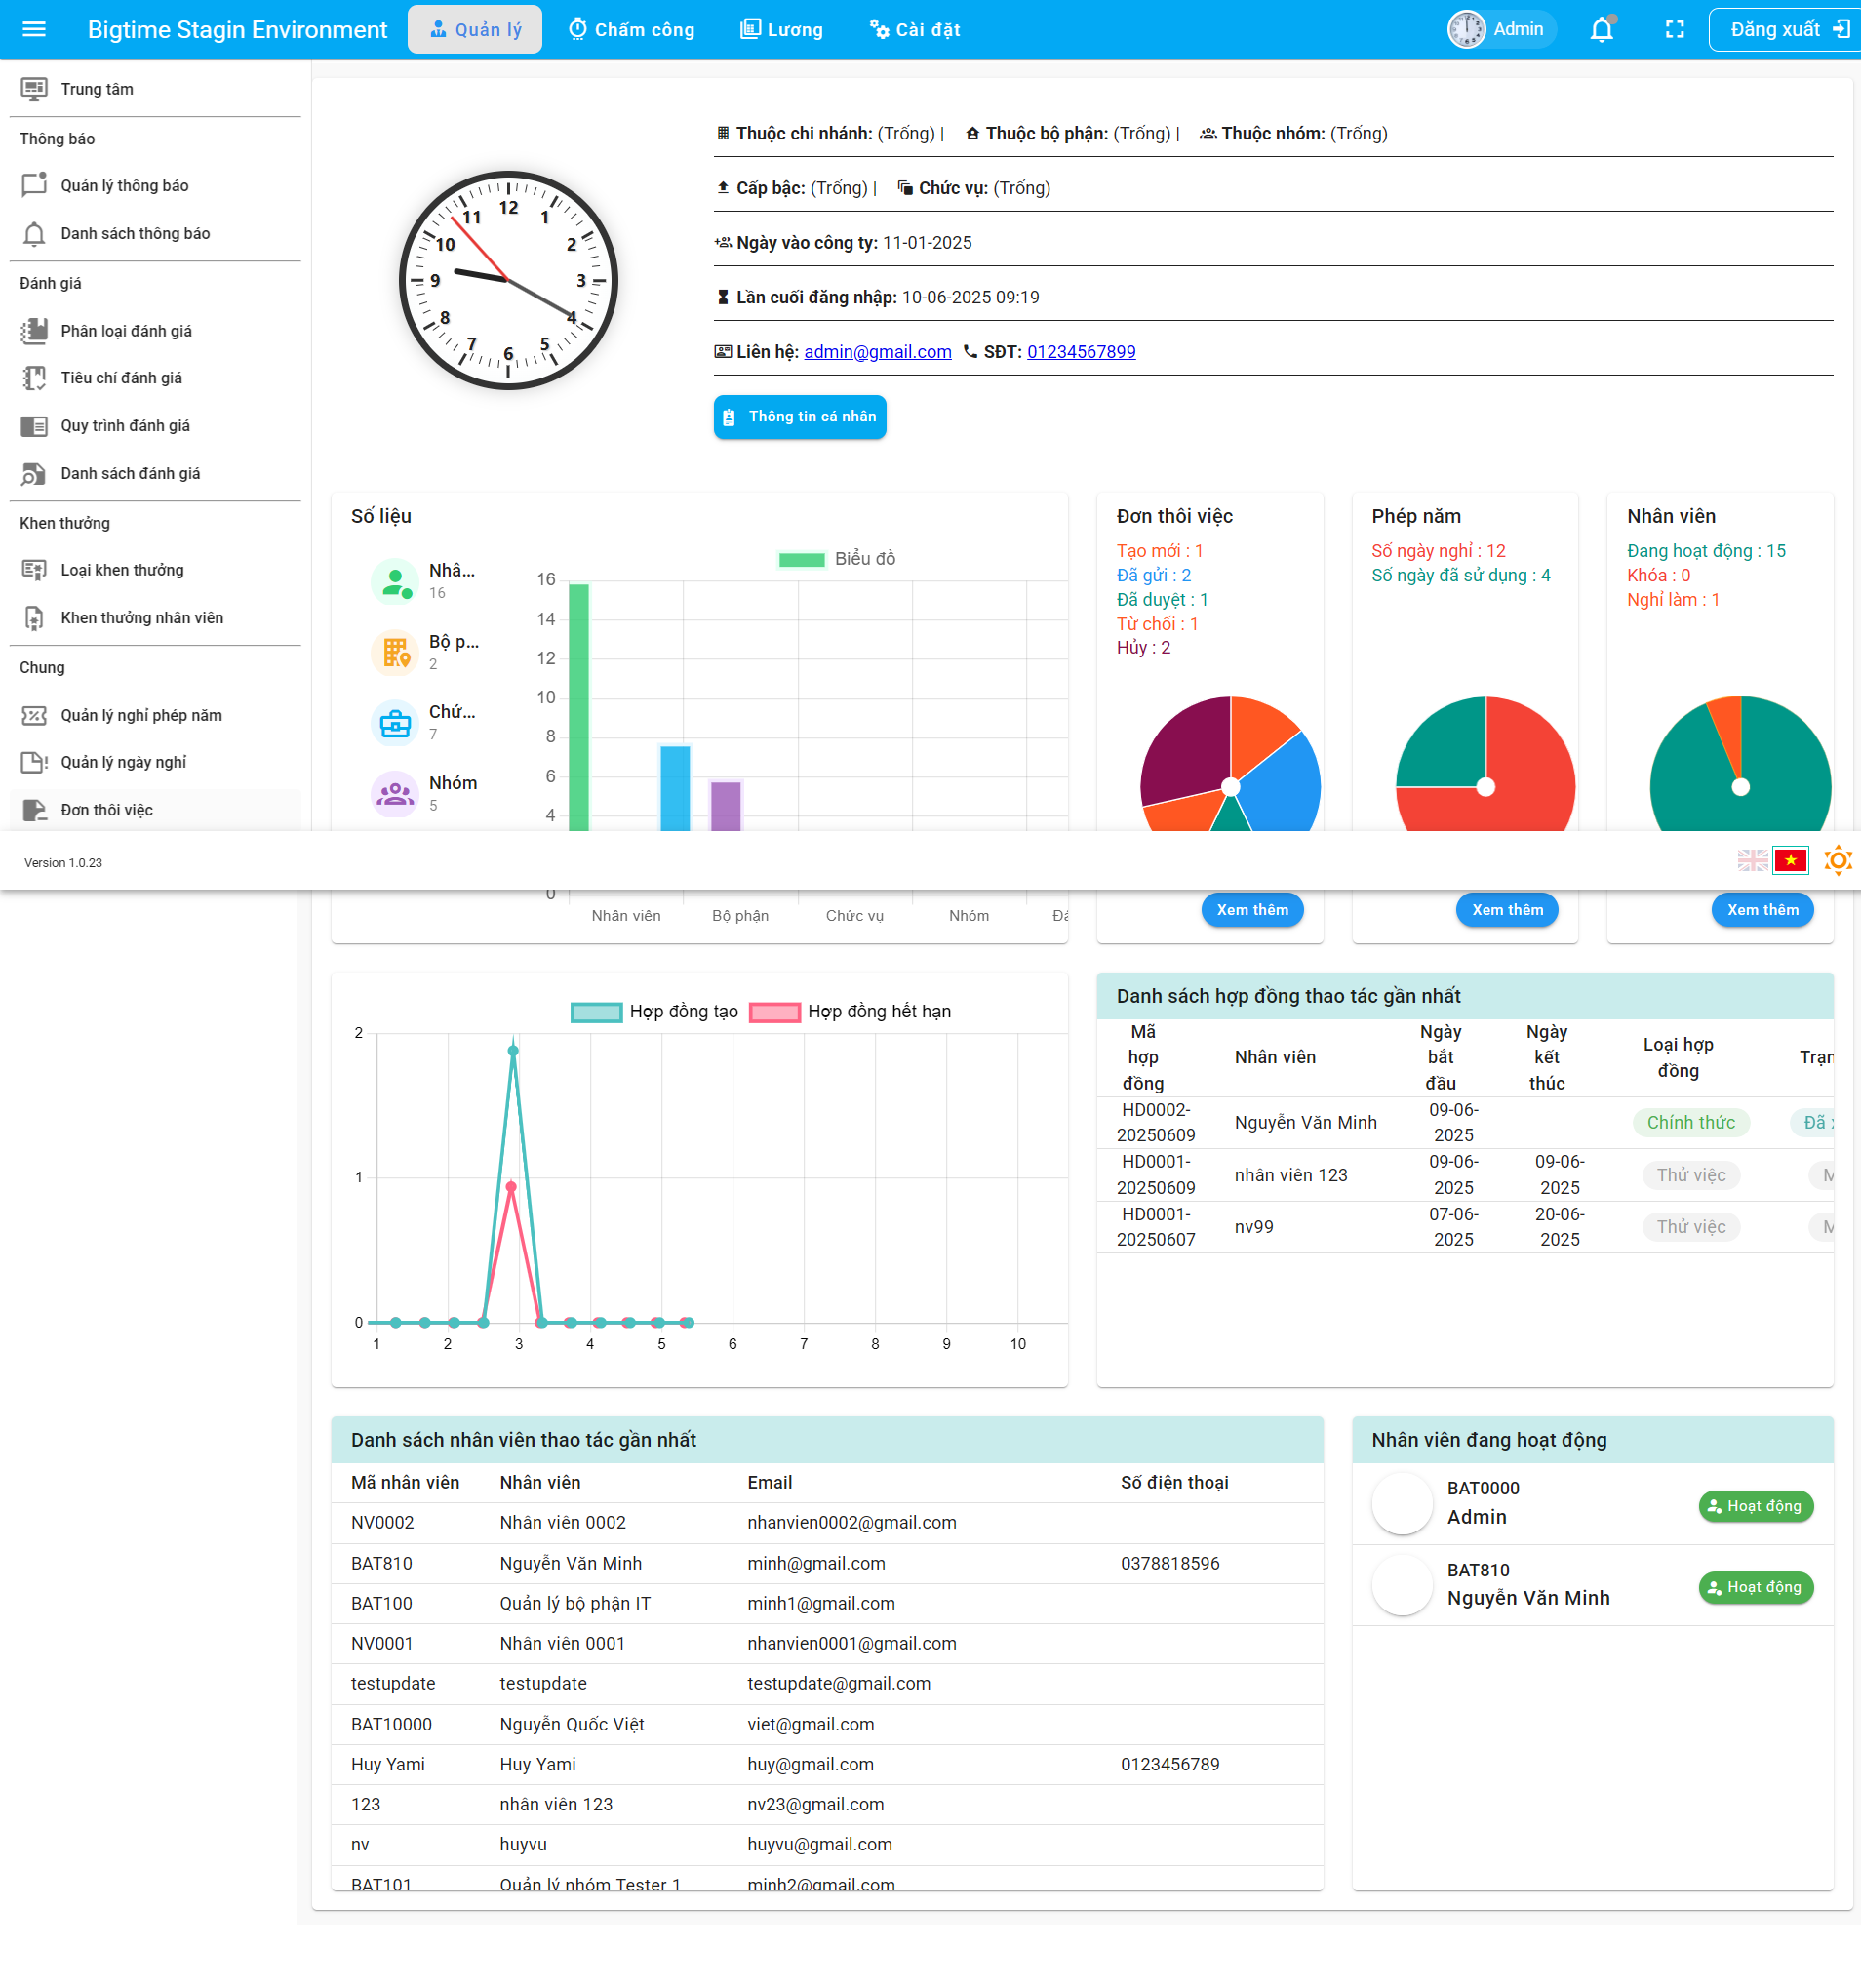 Bigtime Stagin Environment
Quản lý
Chấm công
Lương
Cài đặt
Admin
Đăng xuất
Trung tâm
Thông báo
Quản lý thông báo
Danh sách thông báo
Đánh giá
Phân loại đánh giá
Tiêu chí đánh giá
Quy trình đánh giá
Danh sách đánh giá
Khen thưởng
Loại khen thưởng
Khen thưởng nhân viên
Chung
Quản lý nghỉ phép năm
Quản lý ngày nghỉ
Đơn thôi việc
Version 1.0.23
12
1
2
3
4
5
6
7
8
9
10
11
Thuộc chi nhánh: (Trống) | Thuộc bộ phận: (Trống) | Thuộc nhóm: (Trống)
Cấp bậc: (Trống) | Chức vụ: (Trống)
Ngày vào công ty: 11-01-2025
Lần cuối đăng nhập: 10-06-2025 09:19
Liên hệ: admin@gmail.com SĐT: 01234567899
Thông tin cá nhân
Số liệu
Nhâ...
16
Bộ p...
2
Chứ...
7
Nhóm
5
Biểu đồ
16
14
12
10
8
6
4
0
Nhân viên
Bộ phận
Chức vụ
Nhóm
Đơn thôi việc
Tạo mới : 1
Đã gửi : 2
Đã duyệt : 1
Từ chối : 1
Hủy : 2
Xem thêm
Phép năm
Số ngày nghỉ : 12
Số ngày đã sử dụng : 4
Xem thêm
Nhân viên
Đang hoạt động : 15
Khóa : 0
Nghỉ làm : 1
Xem thêm
Hợp đồng tạo
Hợp đồng hết hạn
2
1
0
1 2 3 4 5 6 7 8 9 10
Danh sách hợp đồng thao tác gần nhất
Mã hợp đồng Nhân viên Ngày bắt đầu Ngày kết thúc Loại hợp đồng
HD0002-20250609 Nguyễn Văn Minh 09-06-2025 Chính thức Đã
HD0001-20250609 nhân viên 123 09-06-2025 09-06-2025 Thử việc
HD0001-20250607 nv99 07-06-2025 20-06-2025 Thử việc
Danh sách nhân viên thao tác gần nhất
Mã nhân viên Nhân viên Email Số điện thoại
NV0002 Nhân viên 0002 nhanvien0002@gmail.com
BAT810 Nguyễn Văn Minh minh@gmail.com 0378818596
BAT100 Quản lý bộ phận IT minh1@gmail.com
NV0001 Nhân viên 0001 nhanvien0001@gmail.com
testupdate testupdate testupdate@gmail.com
BAT10000 Nguyễn Quốc Việt viet@gmail.com
Huy Yami Huy Yami huy@gmail.com 0123456789
123 nhân viên 123 nv23@gmail.com
nv huyvu huyvu@gmail.com
BAT101 Quản lý nhóm Tester 1 minh2@gmail.com
Nhân viên đang hoạt động
BAT0000
Admin
Hoạt động
BAT810
Nguyễn Văn Minh
Hoạt động